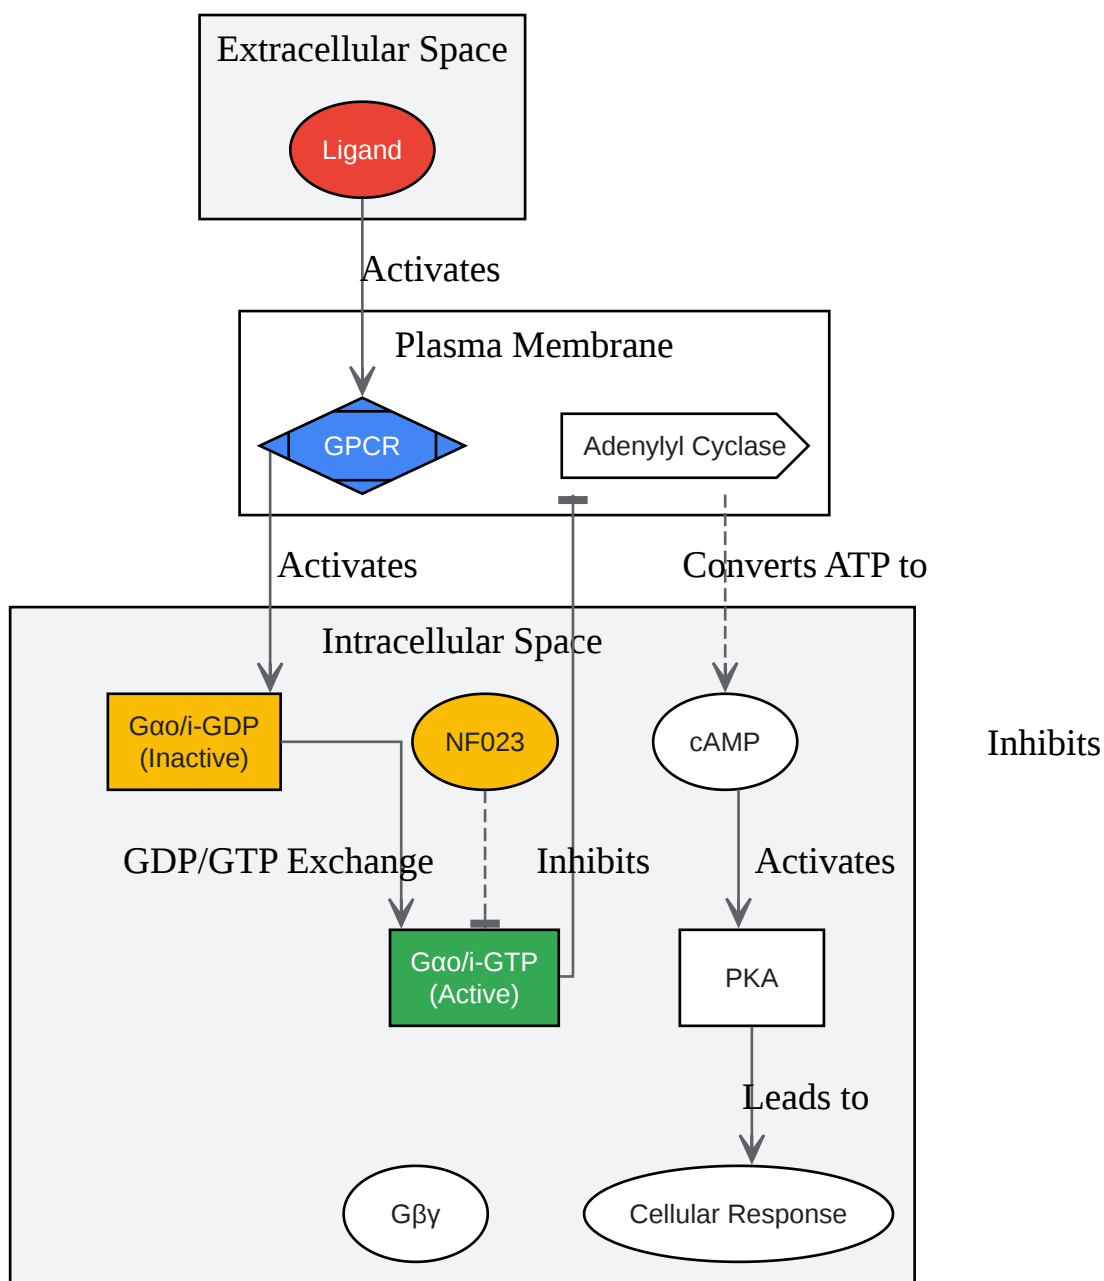 Extracellular Space
Ligand
Activates
Plasma Membrane
GPCR
Adenylyl Cyclase
Activates
Converts ATP to
Intracellular Space
Gαo/i-GDP
(Inactive)
NF023
cAMP
Inhibits
GDP/GTP Exchange
Inhibits
Activates
Gαo/i-GTP
(Active)
PKA
Leads to
Gβγ
Cellular Response